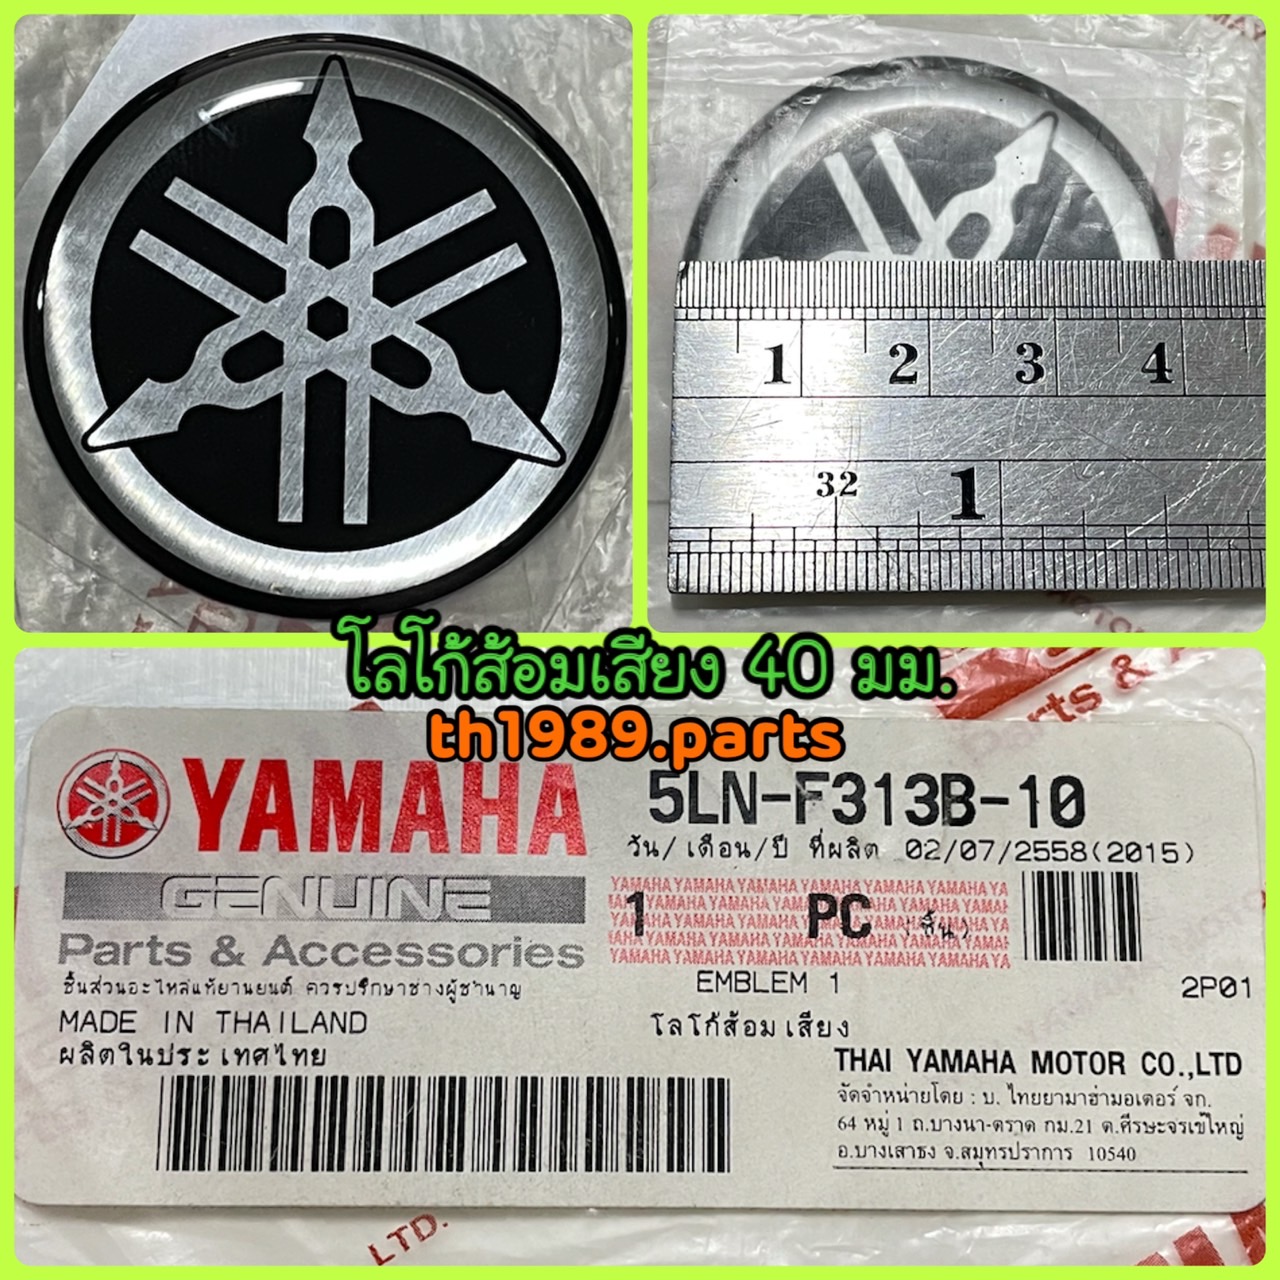 1 2 3 4
32 1
โลโก้ส้อมเสียง 40 มม.
th1989.parts
Parts &
YAMAHA
GENUINE
Parts & Accessories
ชิ้นส่วนอะไหล่แท้ยานยนต์ ควรปรึกษาช่างผู้ชำนาญ
MADE IN THAILAND
ผลิตในประเทศไทย
5LN-F313B-10
วัน/เดือน/ปี ที่ผลิต 02/07/2558(2015)
1 PC (ชิ้น)
EMBLEM 1
2P01
โลโก้ส้อมเสียง
THAI YAMAHA MOTOR CO.,LTD
จัดจำหน่ายโดย : บ. ไทยยามาฮ่ามอเตอร์ จก.
64 หมู่ 1 ถ.บางนา-ตราด กม.21 ต.ศีรษะจรเข้ใหญ่
อ.บางเสาธง จ.สมุทรปราการ 10540
LTD.